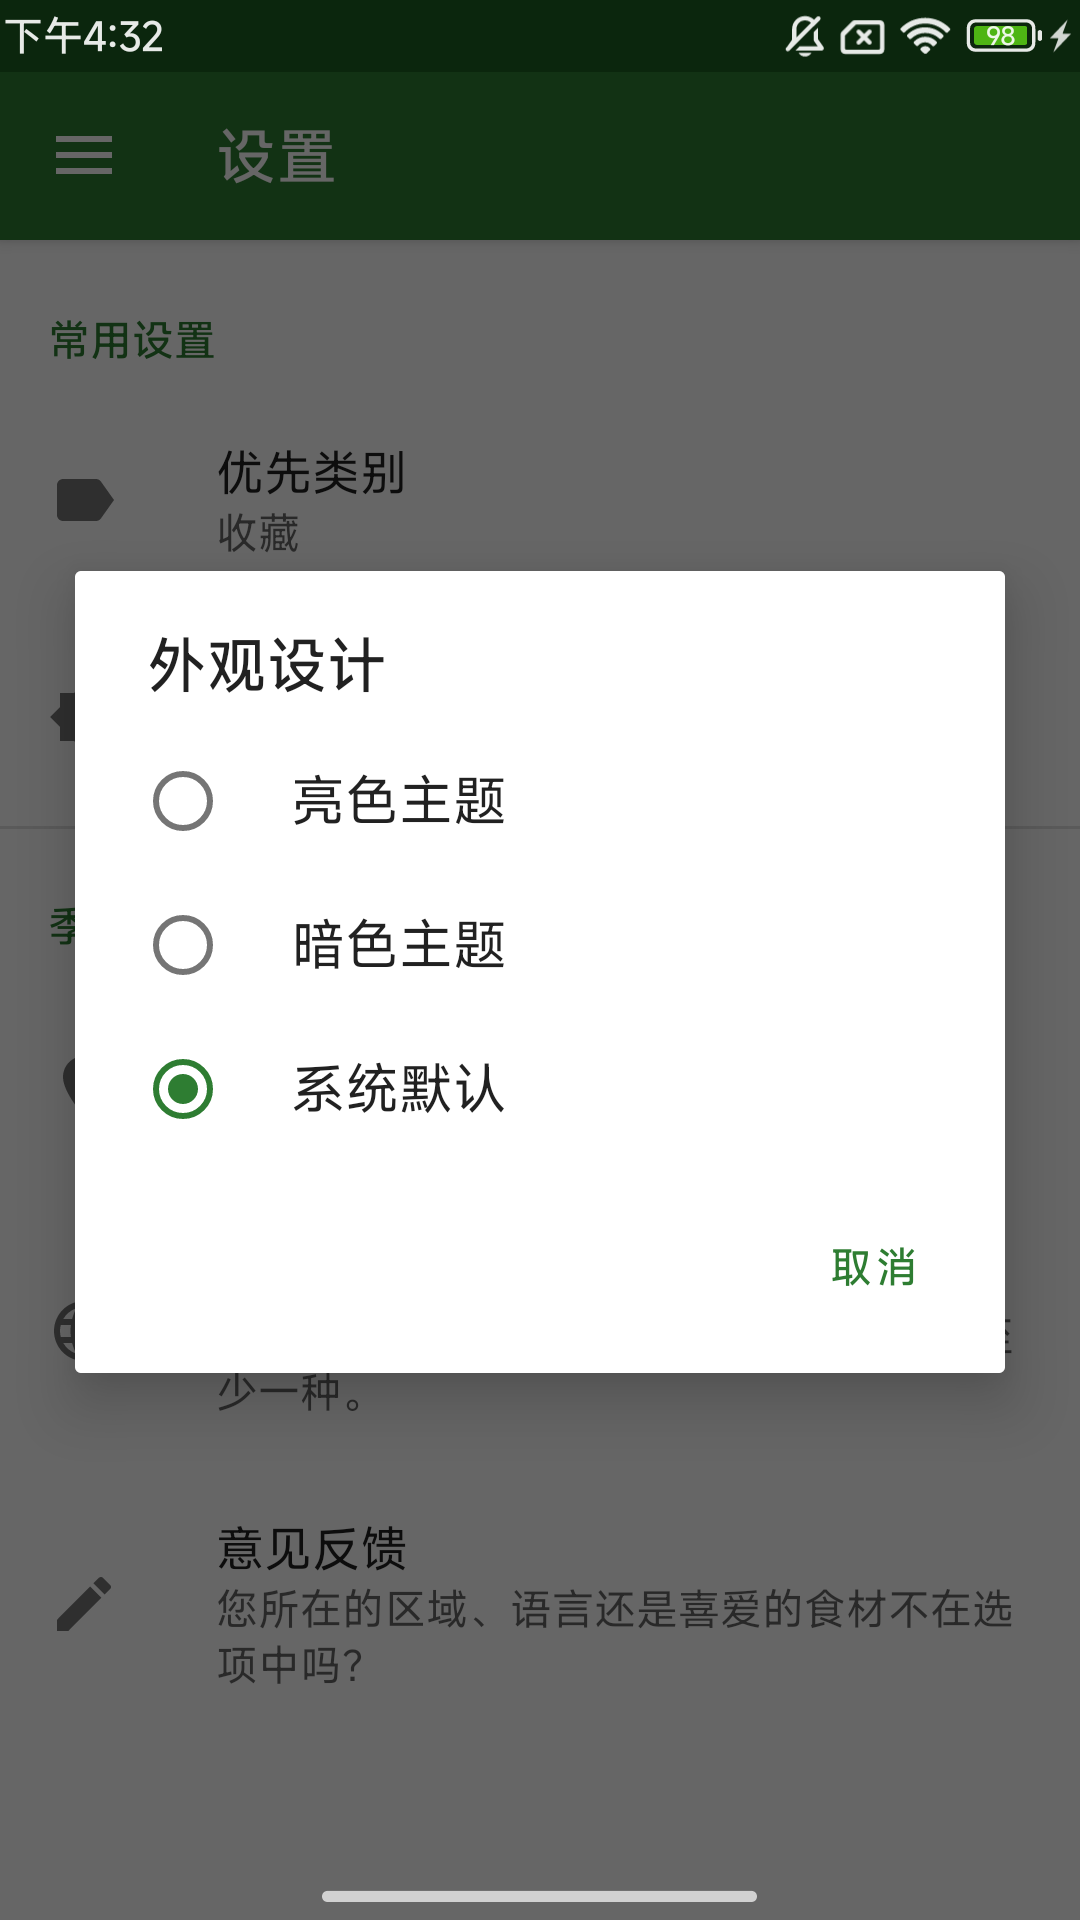 下午4:32
98
设置
常用设置
优先类别
收藏
外观设计
亮色主题
暗色主题
系统默认
取消
少一种。
意见反馈
您所在的区域、语言还是喜爱的食材不在选
项中吗?